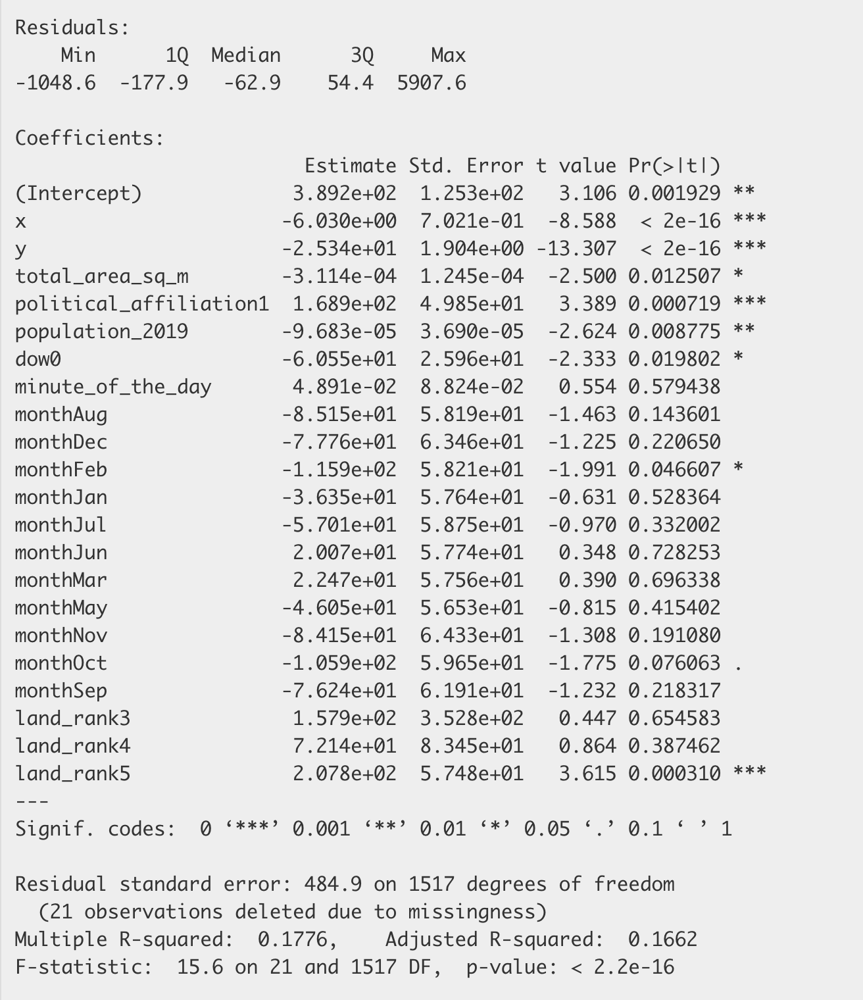 Residuals:
    Min      1Q  Median      3Q     Max
-1048.6  -177.9   -62.9    54.4  5907.6

Coefficients:
                         Estimate Std. Error t value Pr(>|t|)
(Intercept)             3.892e+02  1.253e+02   3.106 0.001929 **
x                      -6.030e+00  7.021e-01  -8.588  < 2e-16 ***
y                      -2.534e+01  1.904e+00 -13.307  < 2e-16 ***
total_area_sq_m        -3.114e-04  1.245e-04  -2.500 0.012507 *
political_affiliation1  1.689e+02  4.985e+01   3.389 0.000719 ***
population_2019        -9.683e-05  3.690e-05  -2.624 0.008775 **
dow0                   -6.055e+01  2.596e+01  -2.333 0.019802 *
minute_of_the_day       4.891e-02  8.824e-02   0.554 0.579438
monthAug               -8.515e+01  5.819e+01  -1.463 0.143601
monthDec               -7.776e+01  6.346e+01  -1.225 0.220650
monthFeb               -1.159e+02  5.821e+01  -1.991 0.046607 *
monthJan               -3.635e+01  5.764e+01  -0.631 0.528364
monthJul               -5.701e+01  5.875e+01  -0.970 0.332002
monthJun                2.007e+01  5.774e+01   0.348 0.728253
monthMar                2.247e+01  5.756e+01   0.390 0.696338
monthMay               -4.605e+01  5.653e+01  -0.815 0.415402
monthNov               -8.415e+01  6.433e+01  -1.308 0.191080
monthOct               -1.059e+02  5.965e+01  -1.775 0.076063 .
monthSep               -7.624e+01  6.191e+01  -1.232 0.218317
land_rank3              1.579e+02  3.528e+02   0.447 0.654583
land_rank4              7.214e+01  8.345e+01   0.864 0.387462
land_rank5              2.078e+02  5.748e+01   3.615 0.000310 ***
---
Signif. codes:  0 ‘***’ 0.001 ‘**’ 0.01 ‘*’ 0.05 ‘.’ 0.1 ‘ ’ 1

Residual standard error: 484.9 on 1517 degrees of freedom
  (21 observations deleted due to missingness)
Multiple R-squared:  0.1776,    Adjusted R-squared:  0.1662
F-statistic:  15.6 on 21 and 1517 DF,  p-value: < 2.2e-16